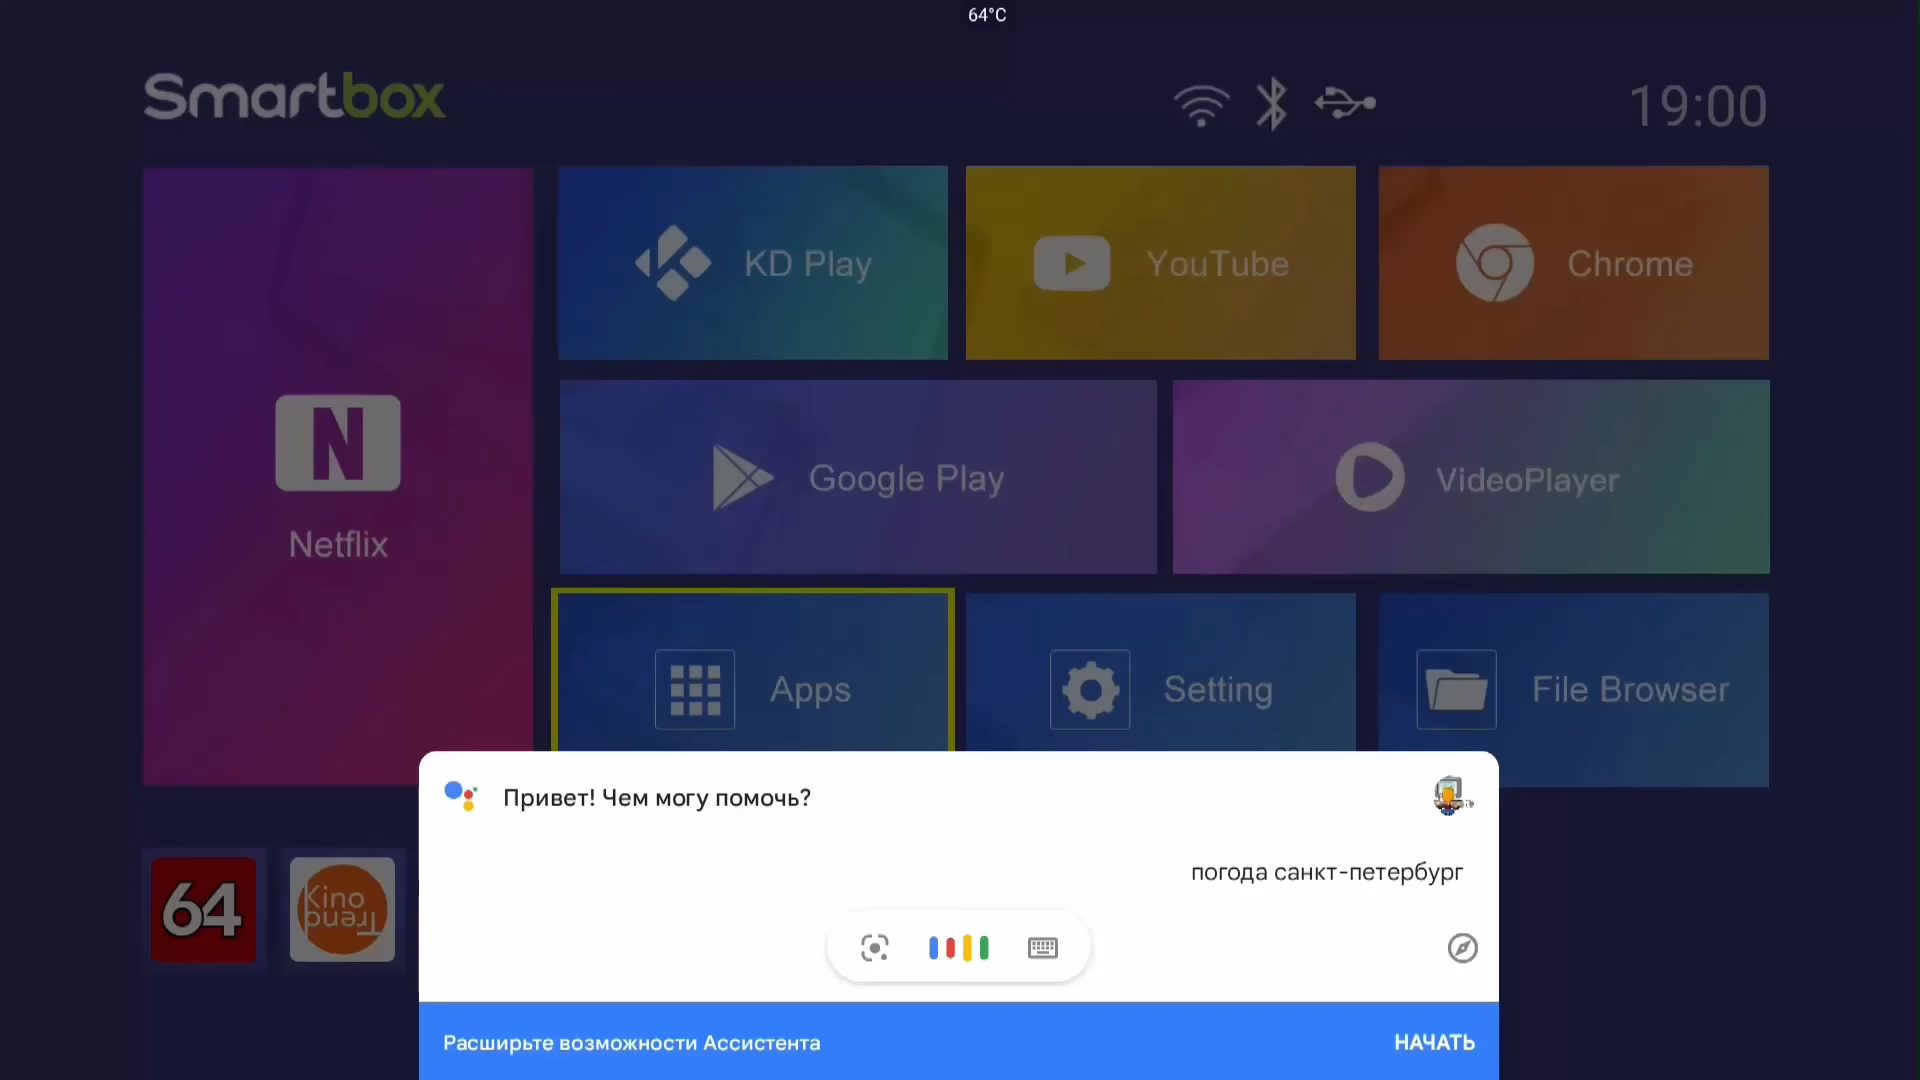 64°C
Smartbox
19:00
KD Play
YouTube
Chrome
N
Netflix
Google Play
VideoPlayer
Apps
Setting
File Browser
Привет! Чем могу помочь?
погода санкт-петербург
64
Kino
Trend
Расширьте возможности Ассистента
НАЧАТЬ